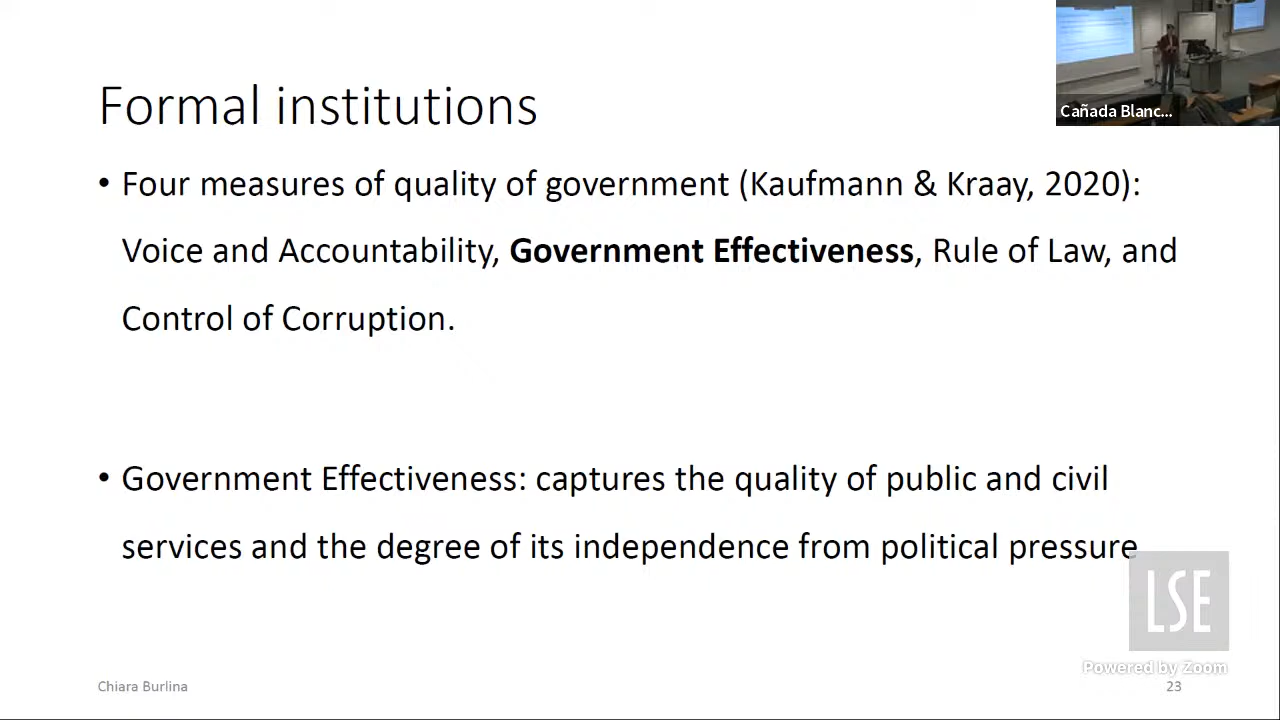 Formal institutions
Cañada Blanc...
• Four measures of quality of government (Kaufmann & Kraay, 2020):
Voice and Accountability, Government Effectiveness, Rule of Law, and
Control of Corruption.
• Government Effectiveness: captures the quality of public and civil
services and the degree of its independence from political pressure
LSE
Powered by Zoom
Chiara Burlina
23